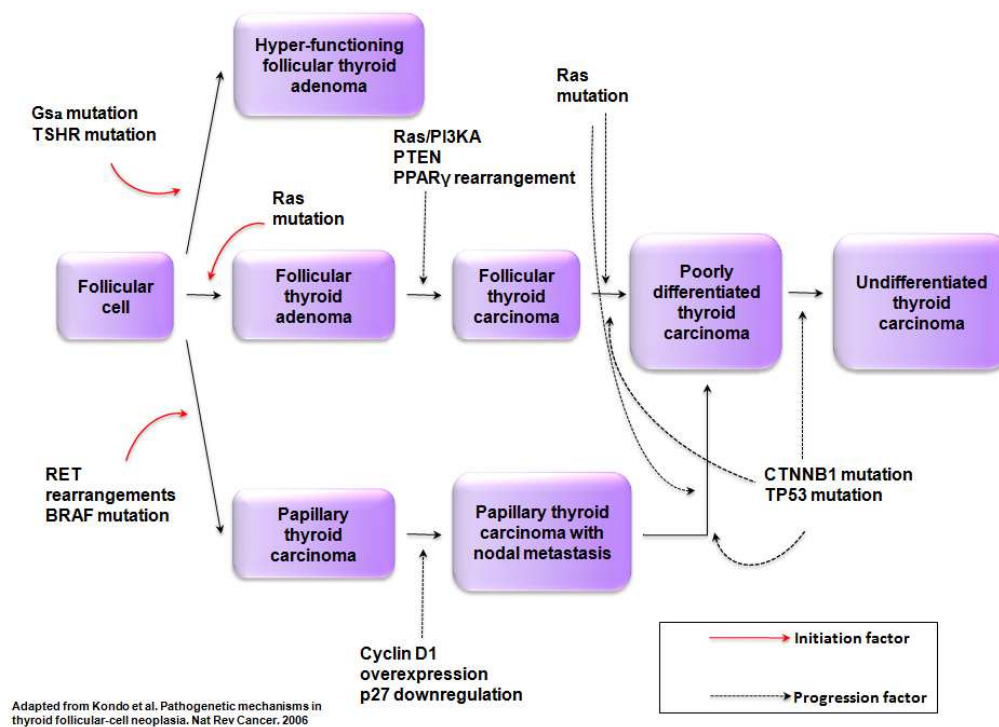 Hyper-functioning
follicular thyroid
adenoma
Gsa mutation
TSHR mutation
Ras
mutation
Ras/PI3KA
PTEN
PPARγ rearrangement
Ras
mutation
Follicular
cell
Follicular
thyroid
adenoma
Follicular
thyroid
carcinoma
Poorly
differentiated
thyroid
carcinoma
Undifferentiated
thyroid
carcinoma
RET
rearrangements
BRAF mutation
Papillary
thyroid
carcinoma
Papillary thyroid
carcinoma with
nodal metastasis
CTNNB1 mutation
TP53 mutation
Cyclin D1
overexpression
p27 downregulation
Initiation factor
Progression factor
Adapted from Kondo et al. Pathogenetic mechanisms in
thyroid follicular-cell neoplasia. Nat Rev Cancer. 2006